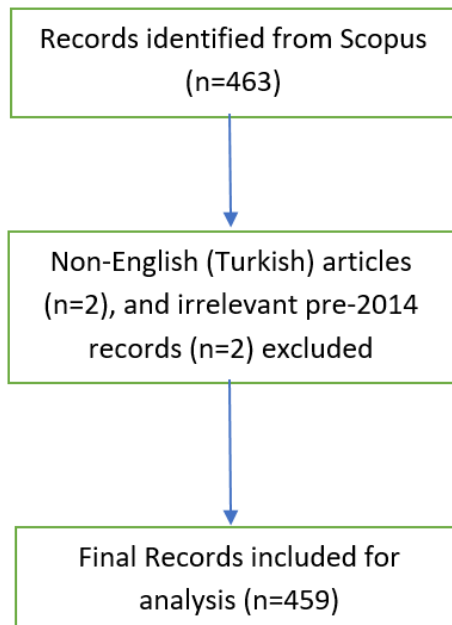 Records identified from Scopus
(n=463)
Non-English (Turkish) articles
(n=2), and irrelevant pre-2014
records (n=2) excluded
Final Records included for
analysis (n=459)